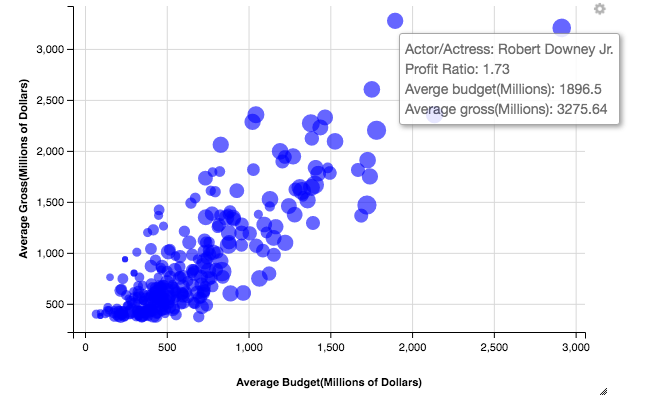 Actor/Actress: Robert Downey Jr.
Profit Ratio: 1.73
Averge budget(Millions): 1896.5
Average gross(Millions): 3275.64
Average Gross(Millions of Dollars)
3,000
2,500
2,000
1,500
1,000
500
0
500
1,000
1,500
2,000
2,500
3,000
Average Budget(Millions of Dollars)